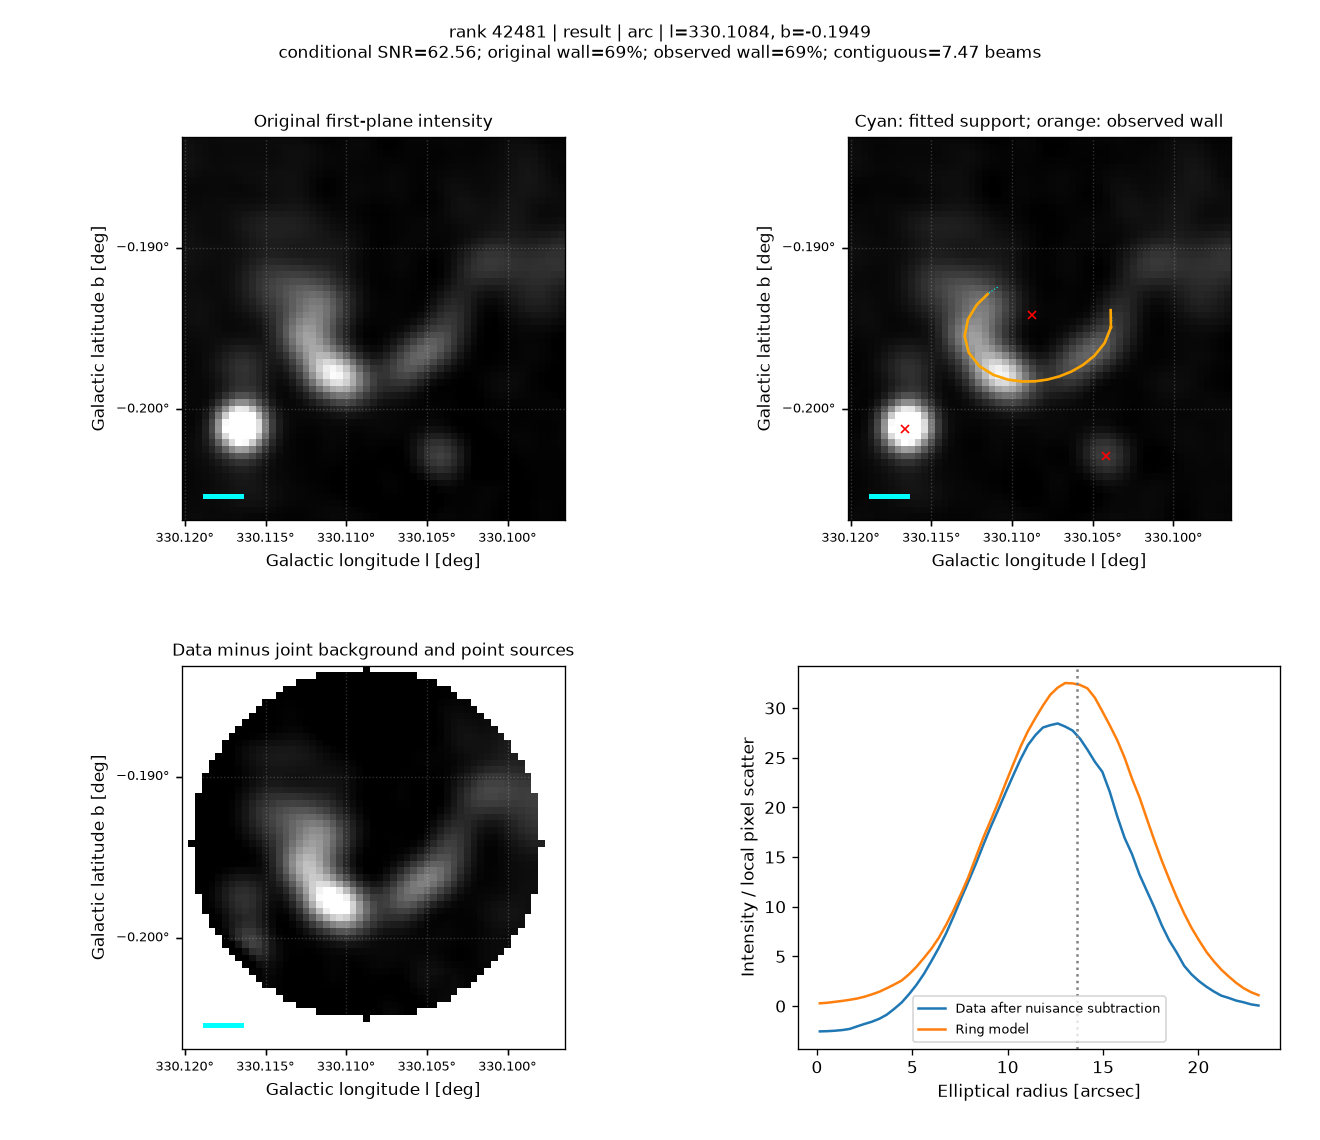 rank 42481 | result | arc | l=330.1084, b=-0.1949
conditional SNR=62.56; original wall=69%; observed wall=69%; contiguous=7.47 beams
Original first-plane intensity
Galactic latitude b [deg]
−0.190°
−0.200°
330.120° 330.115° 330.110° 330.105° 330.100°
Galactic longitude l [deg]
Cyan: fitted support; orange: observed wall
Galactic latitude b [deg]
−0.190°
−0.200°
330.120° 330.115° 330.110° 330.105° 330.100°
Galactic longitude l [deg]
Data minus joint background and point sources
Galactic latitude b [deg]
−0.190°
−0.200°
330.120° 330.115° 330.110° 330.105° 330.100°
Galactic longitude l [deg]
Intensity / local pixel scatter
30
25
20
15
10
5
0
Data after nuisance subtraction
Ring model
0 5 10 15 20
Elliptical radius [arcsec]